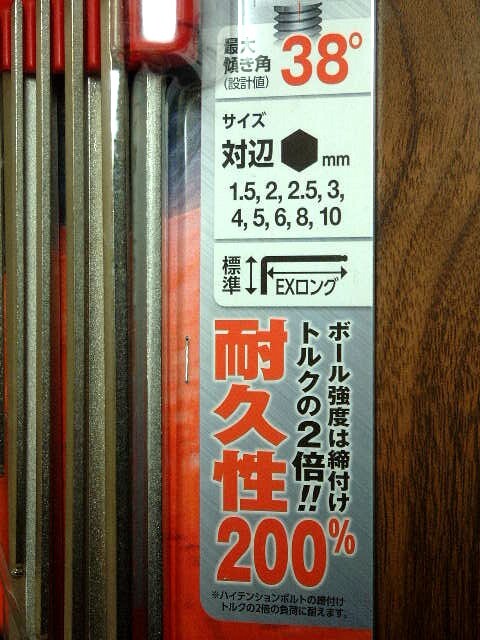 最大
傾き角
(設計値)
38°
サイズ
対辺 mm
1.5, 2, 2.5, 3,
4, 5, 6, 8, 10
標準
EXロング
ボール強度は締付け
トルクの2倍!!
耐久性
200%
※ハイテンションボルトの締付け
トルクの2倍の負荷に耐えます。